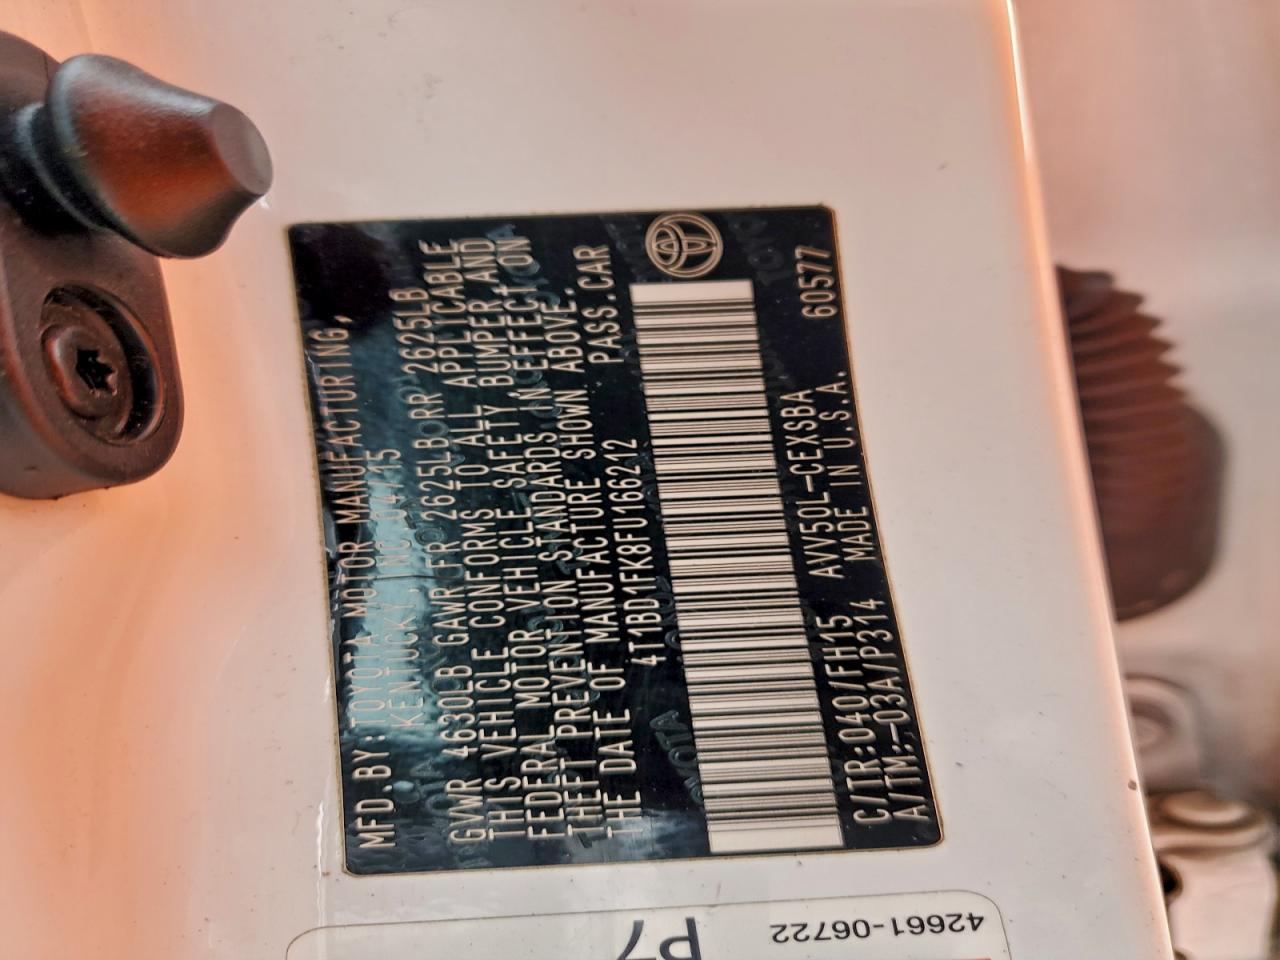 MFD.BY: TOYOTA MOTOR MANUFACTURING,
KENTUCKY, INC 04/15
GVWR 4630LB GAWR FR 2625LB RR 2625LB
THIS VEHICLE CONFORMS TO ALL APPLICABLE
FEDERAL MOTOR VEHICLE SAFETY, BUMPER, AND
THEFT PREVENTION STANDARDS IN EFFECT ON
THE DATE OF MANUFACTURE SHOWN ABOVE.
4T1BD1FK8FU166212 PASS.CAR
C/TR:040/FH15 AVV50L-CEXSBA 60577
A/TM:-03A/P314 MADE IN U.S.A.
42661-06722
P7